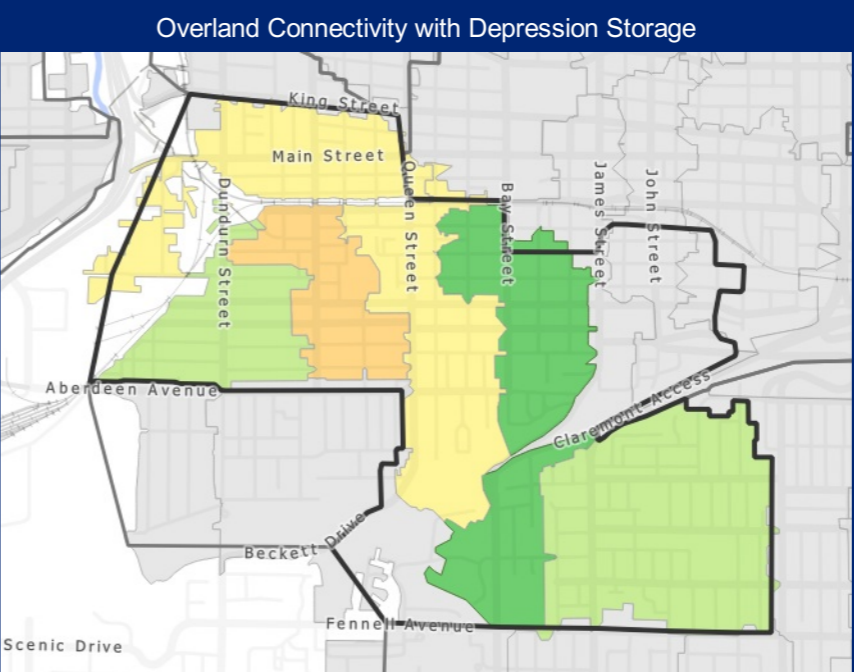 Overland Connectivity with Depression Storage
King Street
Main Street
Queen Street
Dundurn Street
Bay Street
James Street
John Street
Aberdeen Avenue
Claremont Access
Beckett Drive
Fennell Avenue
Scenic Drive